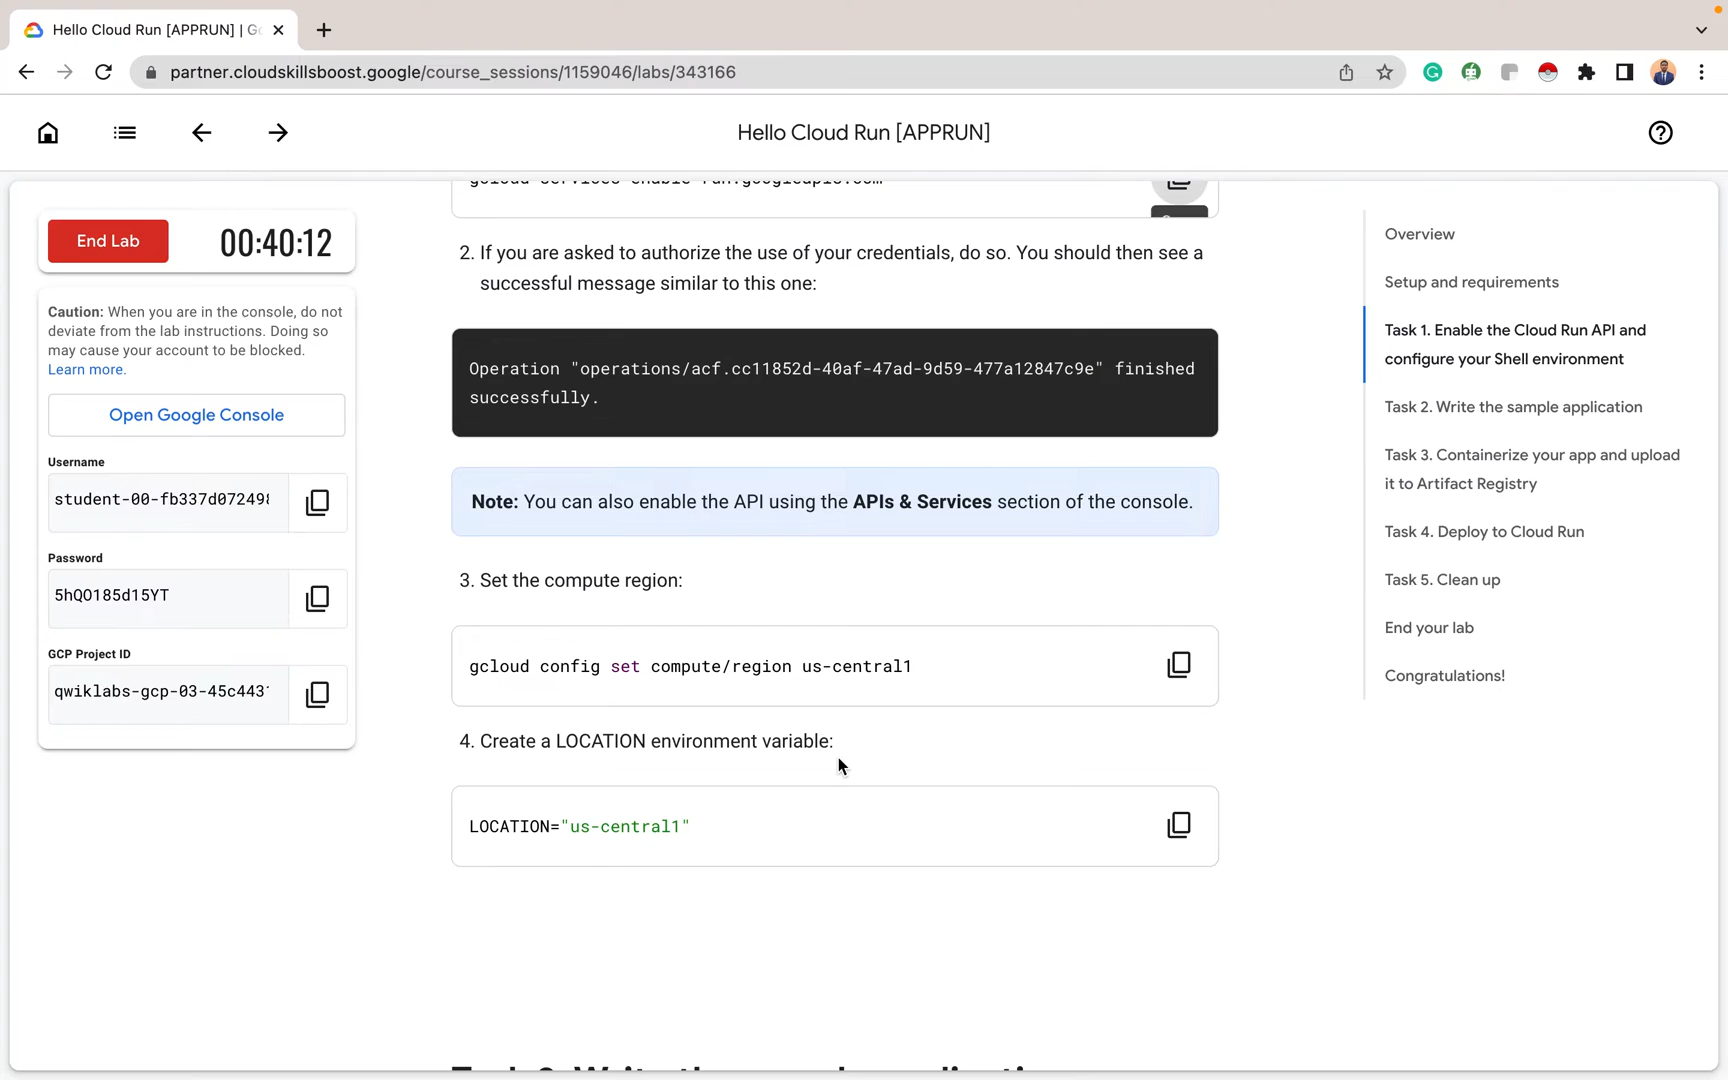 Hello Cloud Run [APPRUN] | Go
partner.cloudskillsboost.google/course_sessions/1159046/labs/343166
Hello Cloud Run [APPRUN]
End Lab
00:40:12
Caution: When you are in the console, do not
deviate from the lab instructions. Doing so
may cause your account to be blocked.
Learn more.
Open Google Console
Username
student-00-fb337d07249
Password
5hQO185d15YT
GCP Project ID
qwiklabs-gcp-03-45c443
gcloud services enable run.googleapis.com
2. If you are asked to authorize the use of your credentials, do so. You should then see a
successful message similar to this one:
Operation "operations/acf.cc11852d-40af-47ad-9d59-477a12847c9e" finished
successfully.
Note: You can also enable the API using the APIs & Services section of the console.
3. Set the compute region:
gcloud config set compute/region us-central1
4. Create a LOCATION environment variable:
LOCATION="us-central1"
Overview
Setup and requirements
Task 1. Enable the Cloud Run API and
configure your Shell environment
Task 2. Write the sample application
Task 3. Containerize your app and upload
it to Artifact Registry
Task 4. Deploy to Cloud Run
Task 5. Clean up
End your lab
Congratulations!